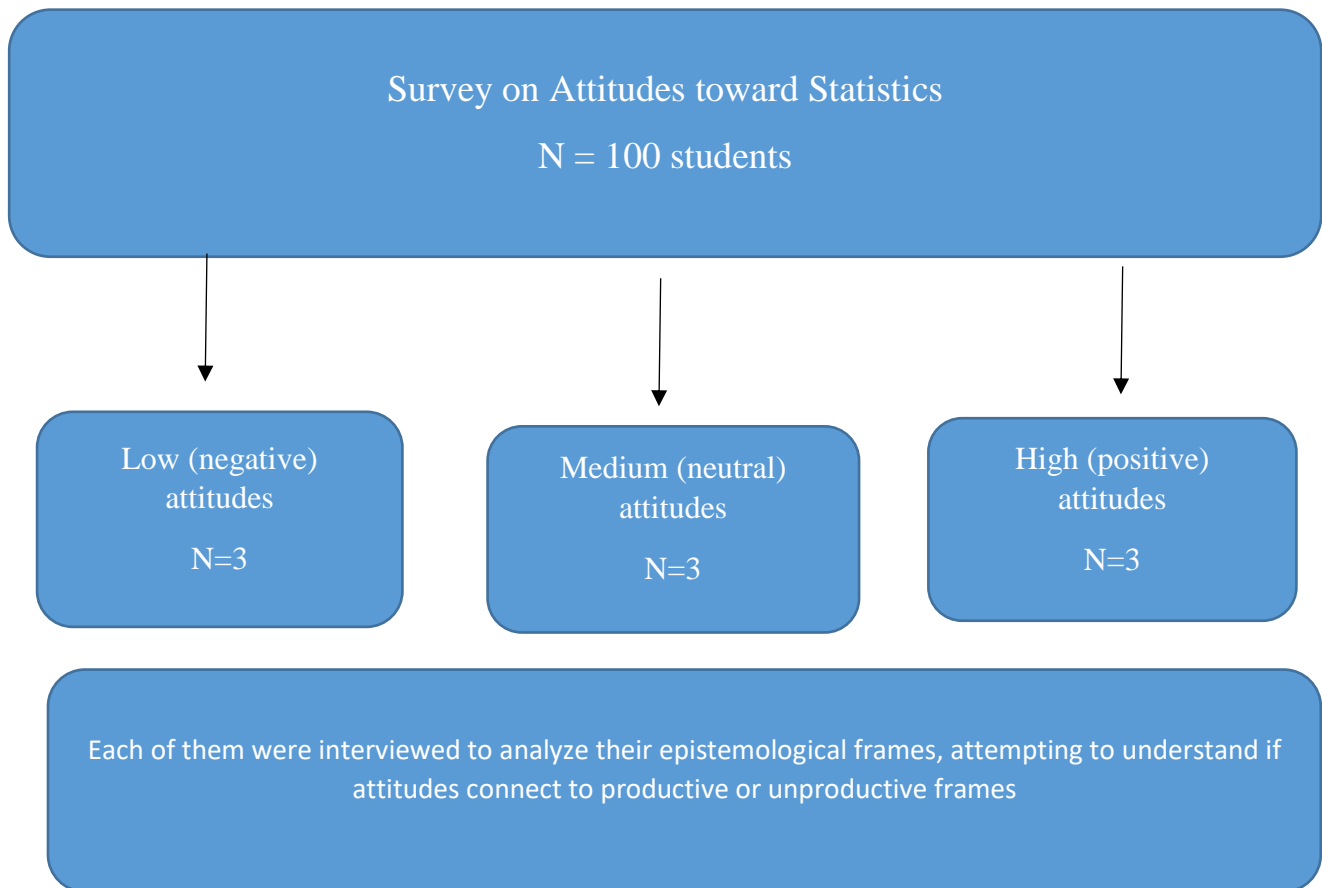 Survey on Attitudes toward Statistics
N = 100 students
Low (negative)
attitudes
N=3
Medium (neutral)
attitudes
N=3
High (positive)
attitudes
N=3
Each of them were interviewed to analyze their epistemological frames, attempting to understand if
attitudes connect to productive or unproductive frames